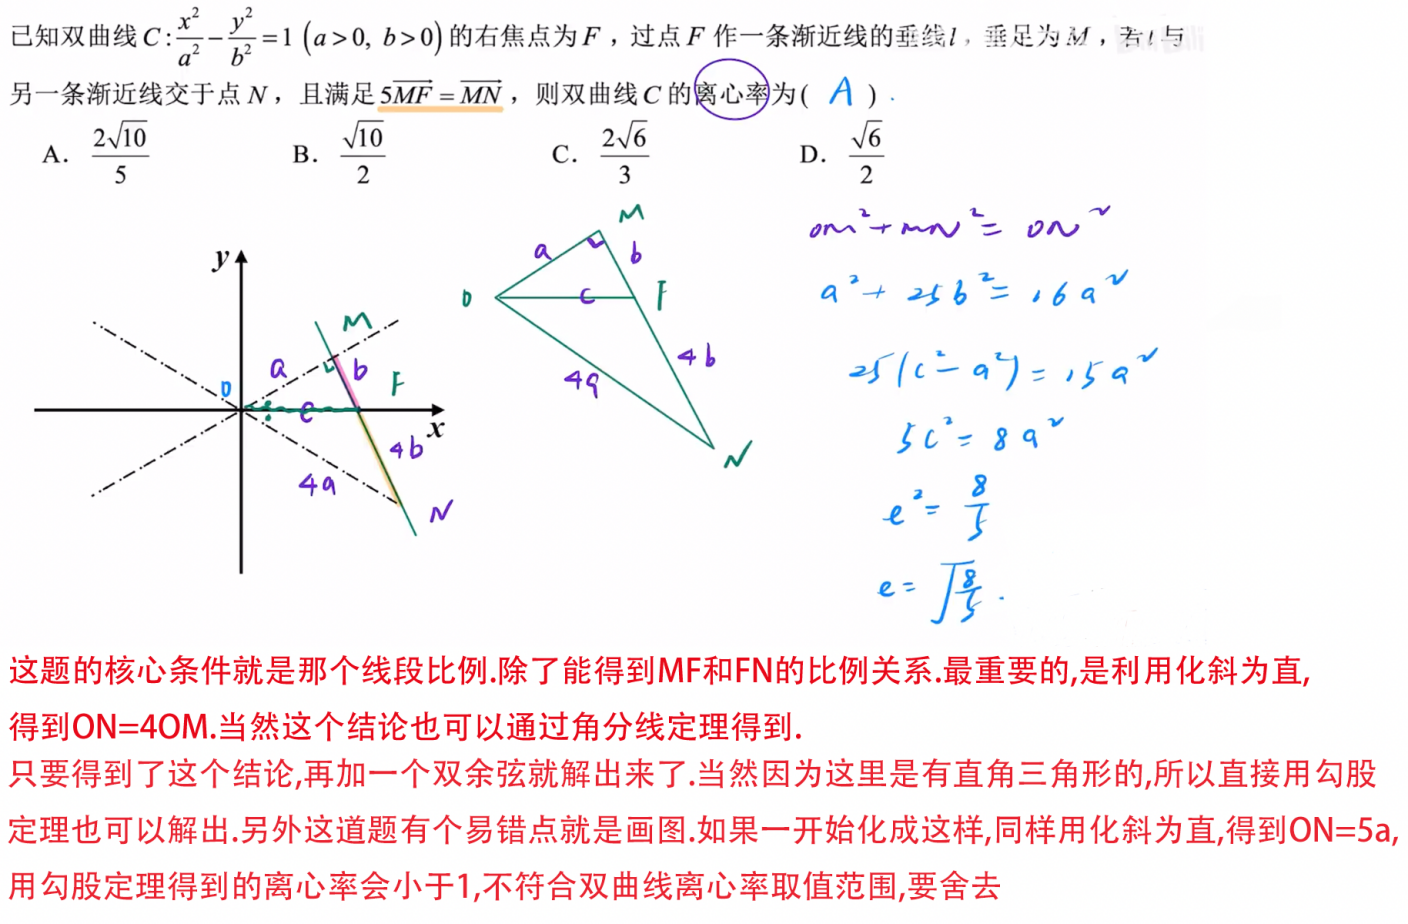 已知双曲线 C: x²/a² − y²/b² = 1 (a>0, b>0) 的右焦点为 F，过点 F 作一条渐近线的垂线 l，垂足为 M，若 l 与
另一条渐近线交于点 N，且满足 5MF⃗ = MN⃗，则双曲线 C 的离心率为( A ).
A. 2√10/5 B. √10/2 C. 2√6/3 D. √6/2
y
x
O
M
F
N
a
b
c
4b
4a
M
O
F
N
a
b
c
4b
4a
OM² + MN² = ON²
a² + 25b² = 16a²
25(c² − a²) = 15a²
5c² = 8a²
e² = 8/5
e = √(8/5).
这题的核心条件就是那个线段比例.除了能得到MF和FN的比例关系.最重要的,是利用化斜为直,
得到ON=4OM.当然这个结论也可以通过角分线定理得到.
只要得到了这个结论,再加一个双余弦就解出来了.当然因为这里是有直角三角形的,所以直接用勾股
定理也可以解出.另外这道题有个易错点就是画图.如果一开始化成这样,同样用化斜为直,得到ON=5a,
用勾股定理得到的离心率会小于1,不符合双曲线离心率取值范围,要舍去